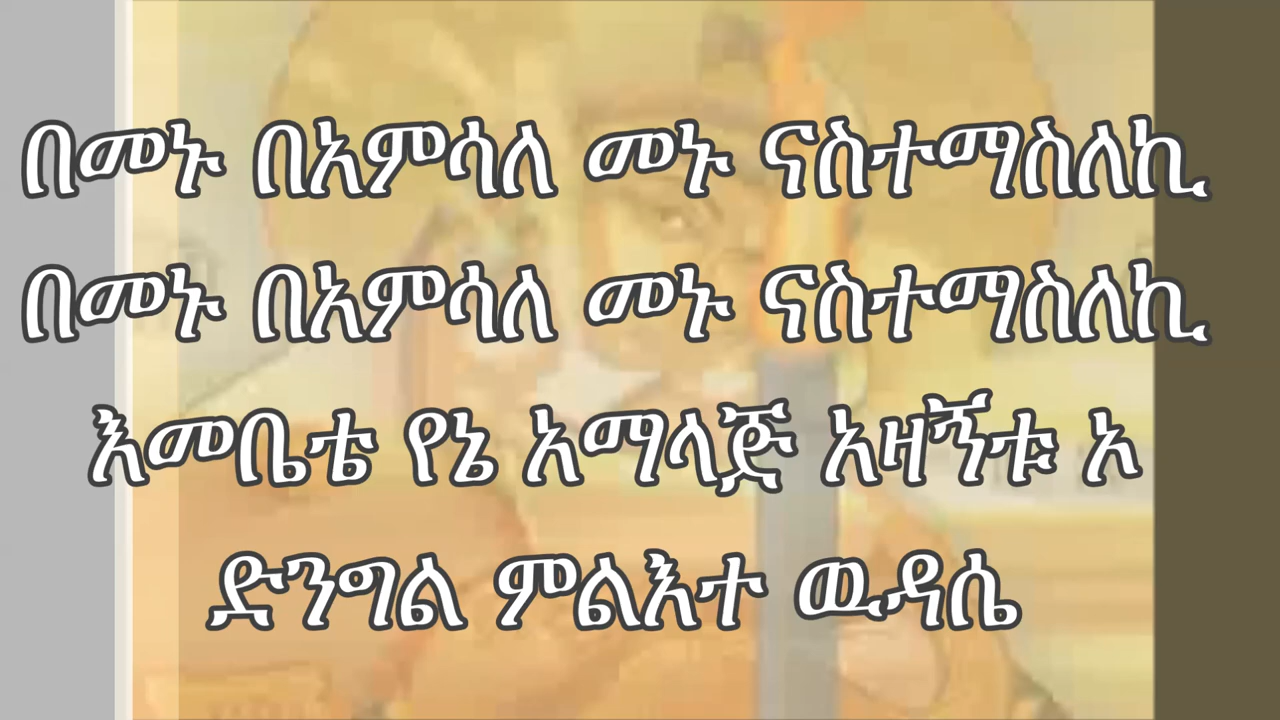 በመኑ በአምሳለ መኑ ናስተማስለኪ
በመኑ በአምሳለ መኑ ናስተማስለኪ
እመቤቴ የኔ አማላጅ አዛኝቱ ኦ
ድንግል ምልእተ ዉዳሴ